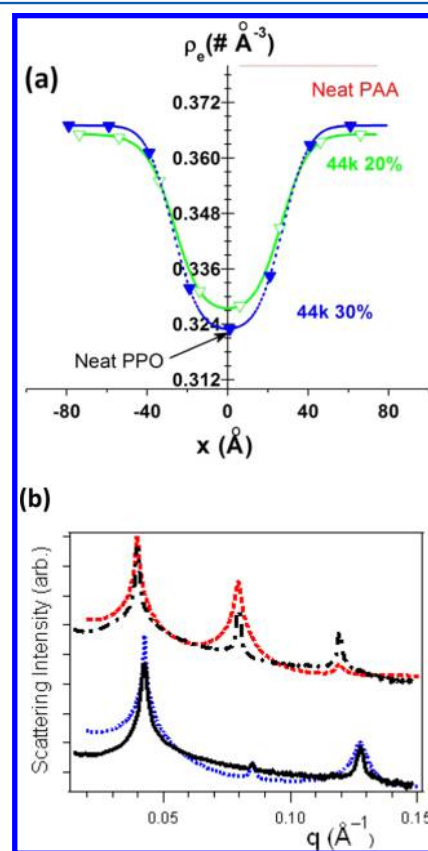 ρe(# Å-3)
(a)
Neat PAA
0.372
0.360
44k 20%
0.348
0.336
44k 30%
0.324
Neat PPO
0.312
-80 -40 0 40 80
x (Å)
(b)
Scattering Intensity (arb.)
0.05 0.10 0.15
q (Å-1)